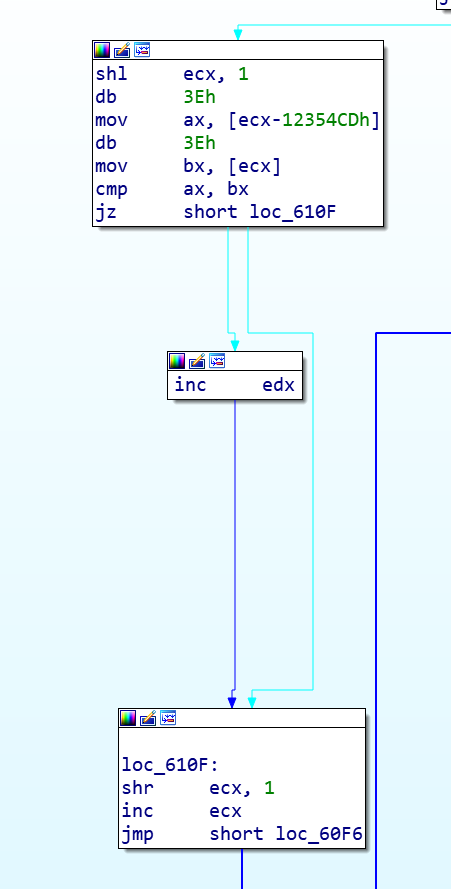 shl ecx, 1
db 3Eh
mov ax, [ecx-12354CDh]
db 3Eh
mov bx, [ecx]
cmp ax, bx
jz short loc_610F
inc edx
loc_610F:
shr ecx, 1
inc ecx
jmp short loc_60F6